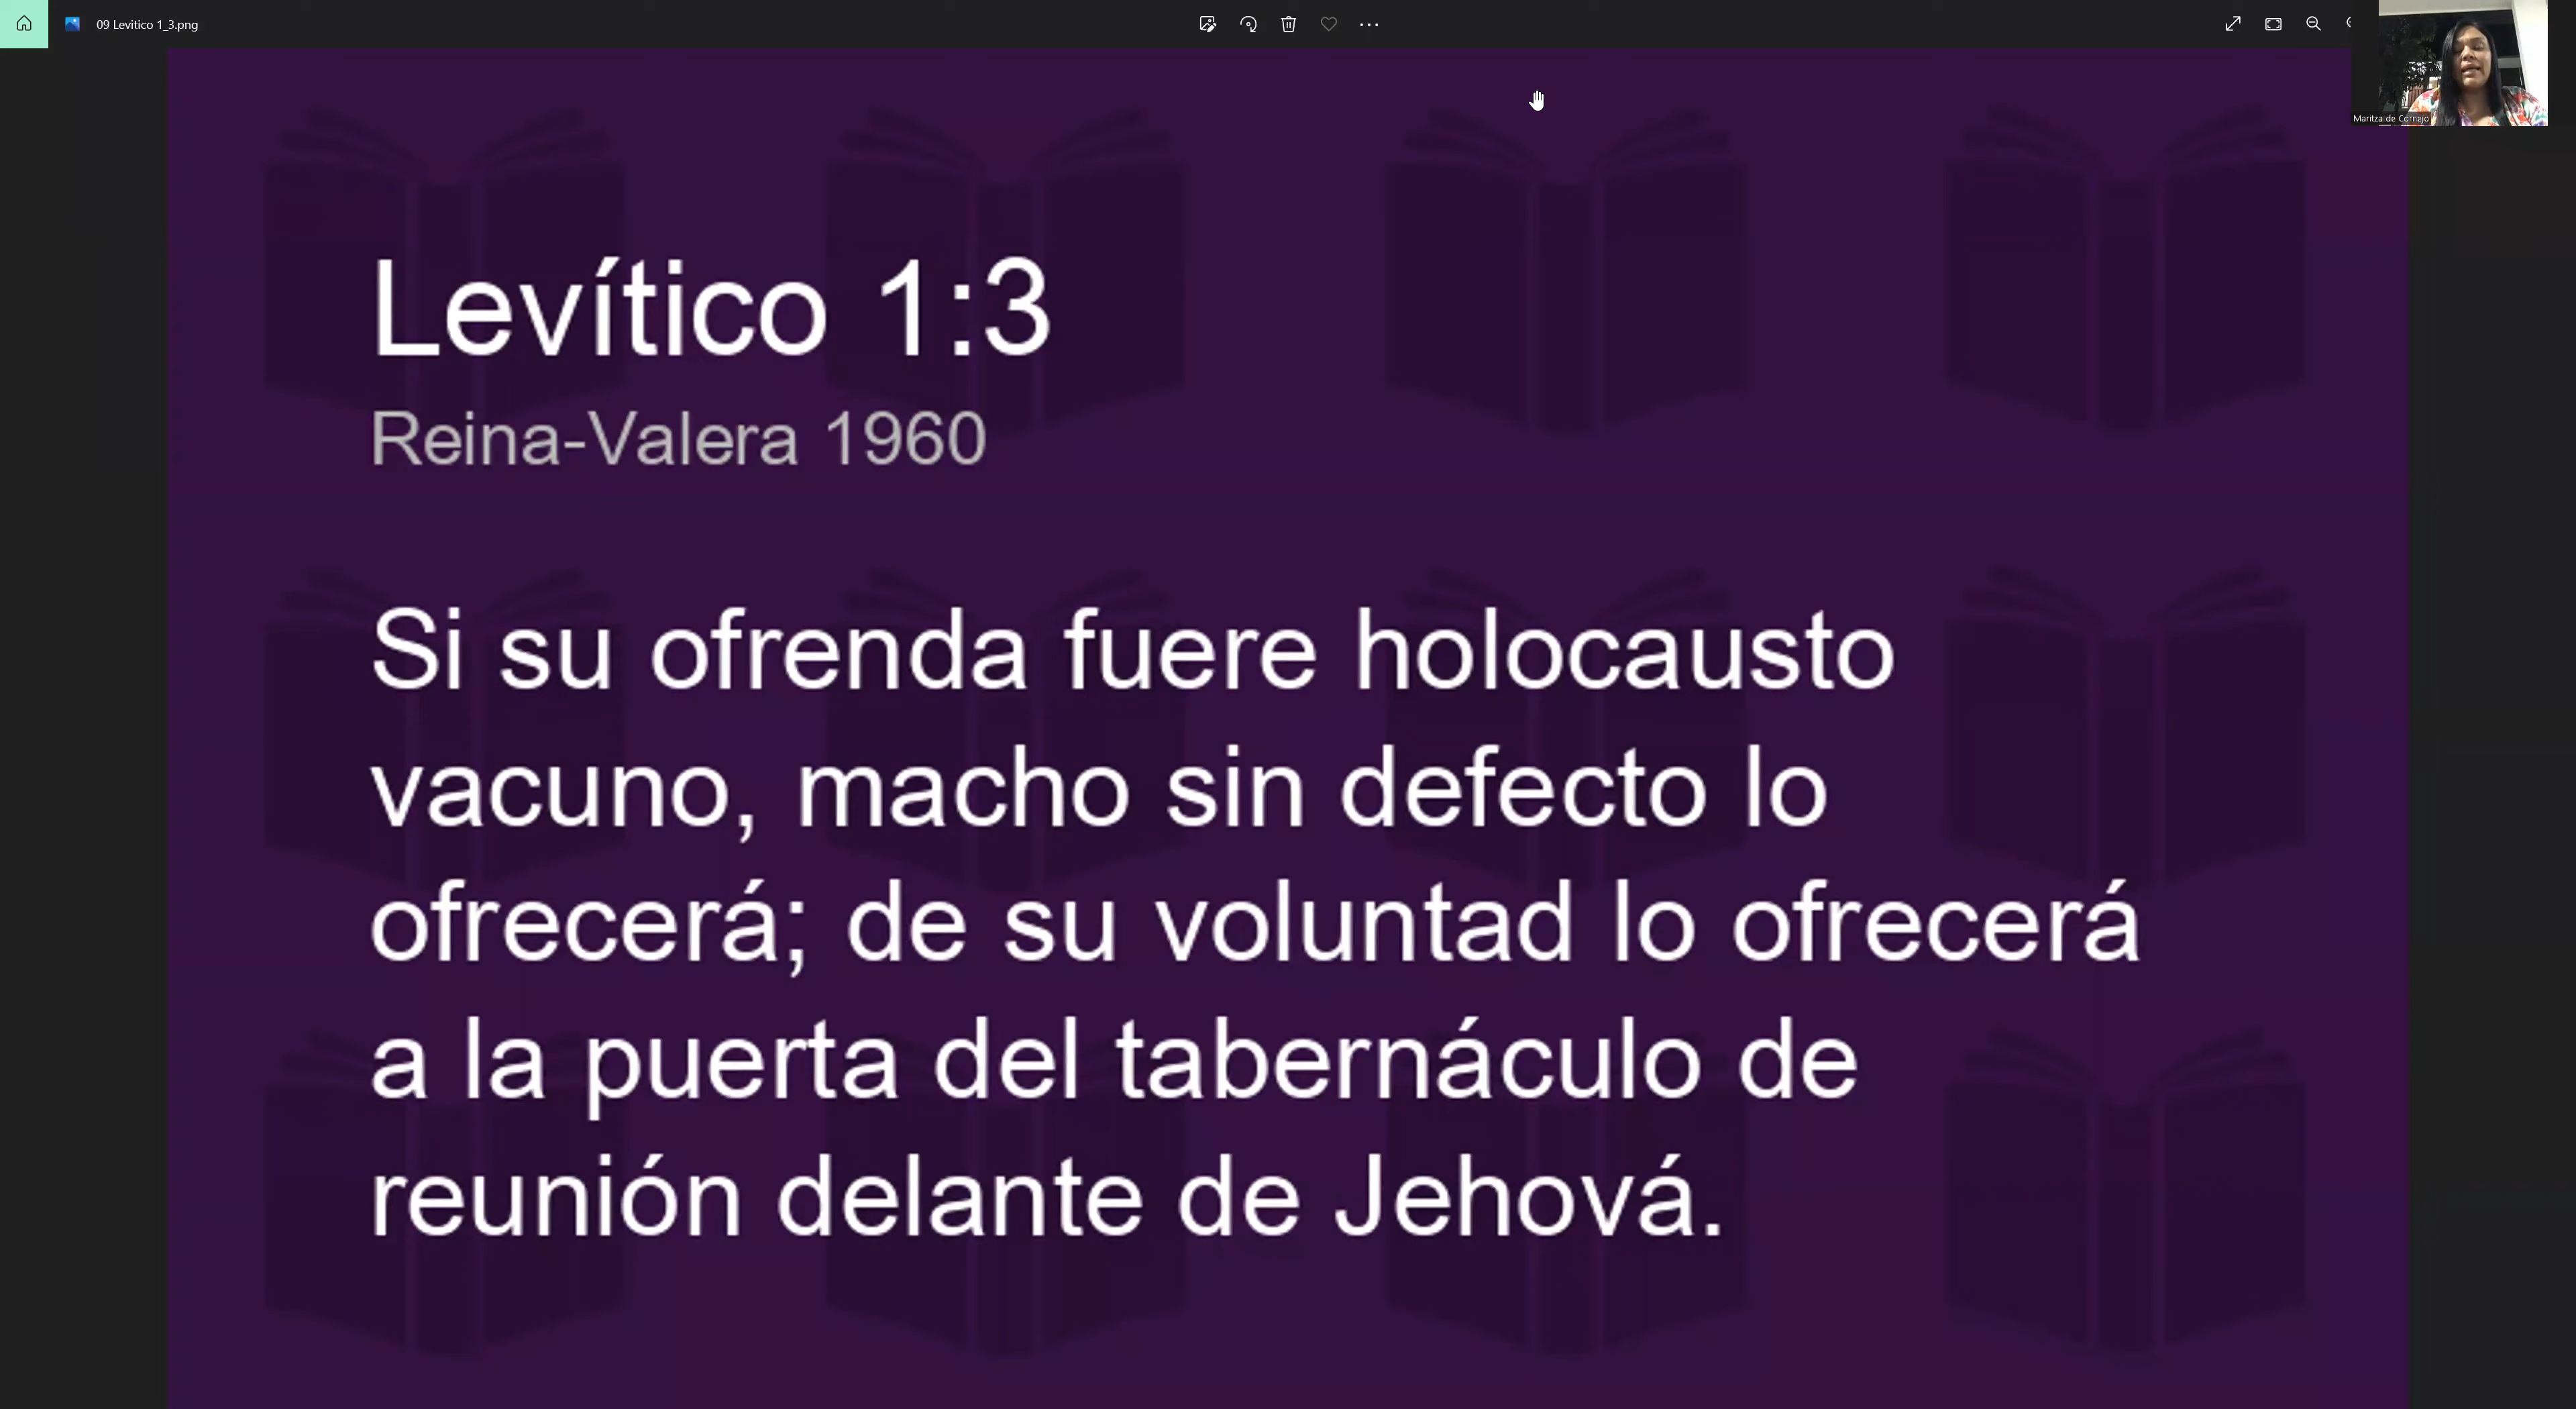 09 Levitico 1_3.png
Maritza de Cornejo
Levítico 1:3
Reina-Valera 1960
Si su ofrenda fuere holocausto
vacuno, macho sin defecto lo
ofrecerá; de su voluntad lo ofrecerá
a la puerta del tabernáculo de
reunión delante de Jehová.